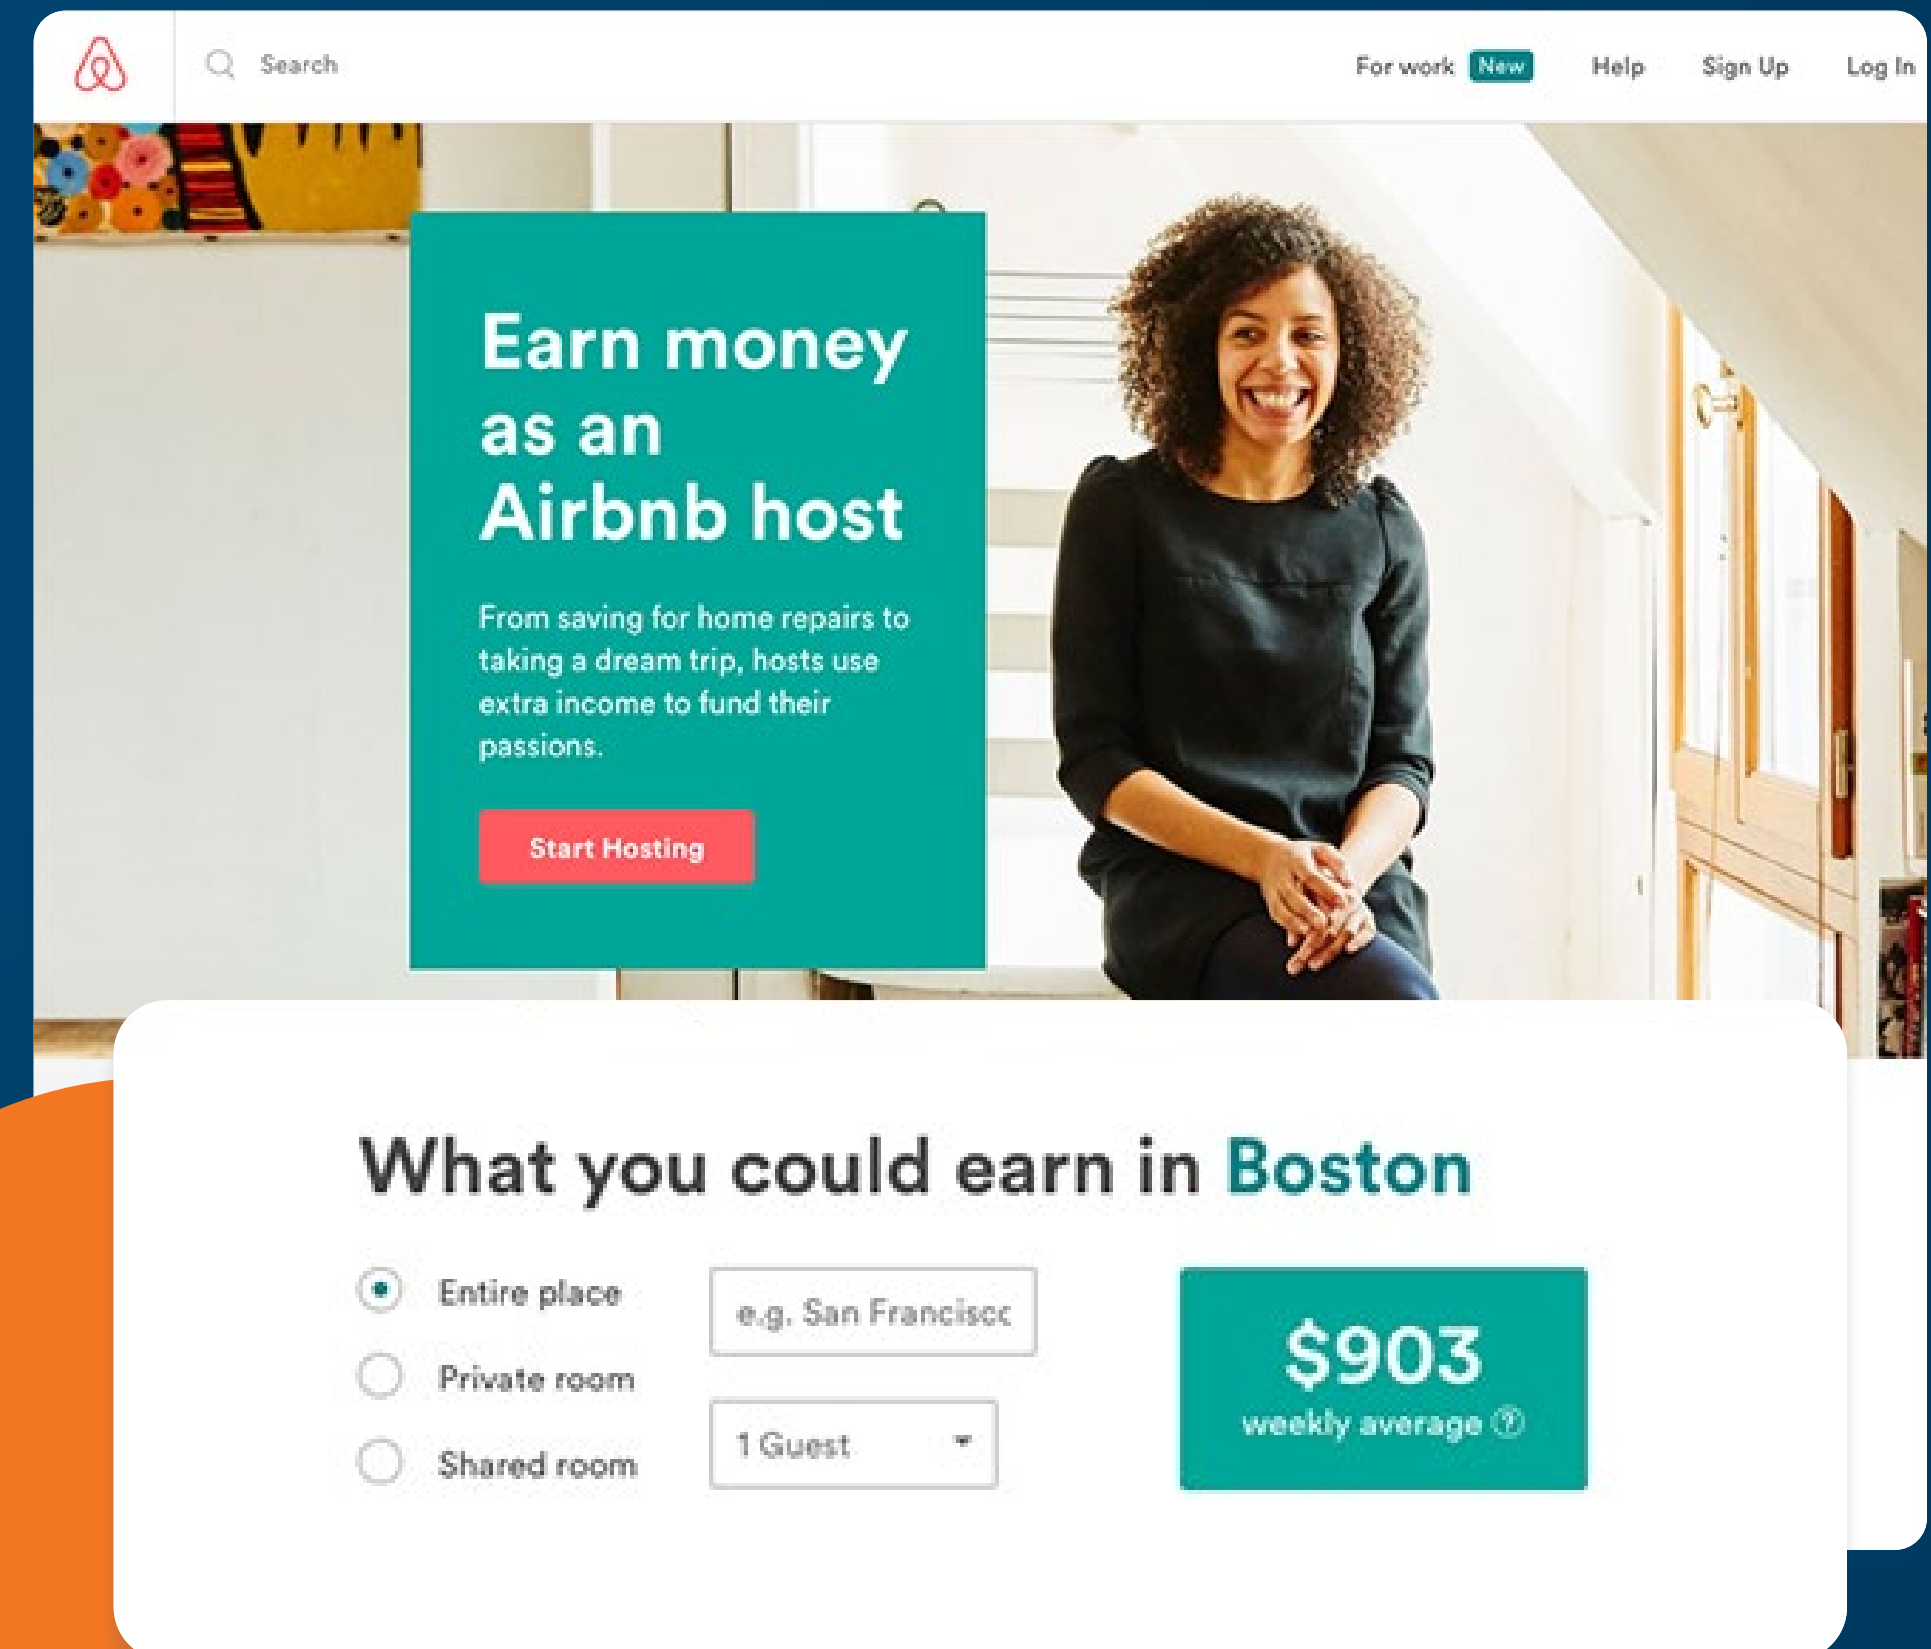 Search
For work New Help Sign Up Log In
Earn money
as an
Airbnb host
From saving for home repairs to
taking a dream trip, hosts use
extra income to fund their
passions.
Start Hosting
What you could earn in Boston
Entire place
e.g. San Francisco
Private room
1 Guest
Shared room
$903
weekly average ?